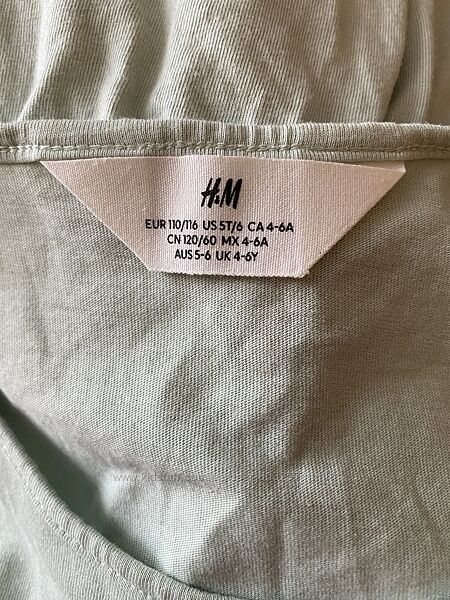 H&M
EUR 110/116 US 5T/6 CA 4-6A
CN 120/60 MX 4-6A
AUS 5-6 UK 4-6Y